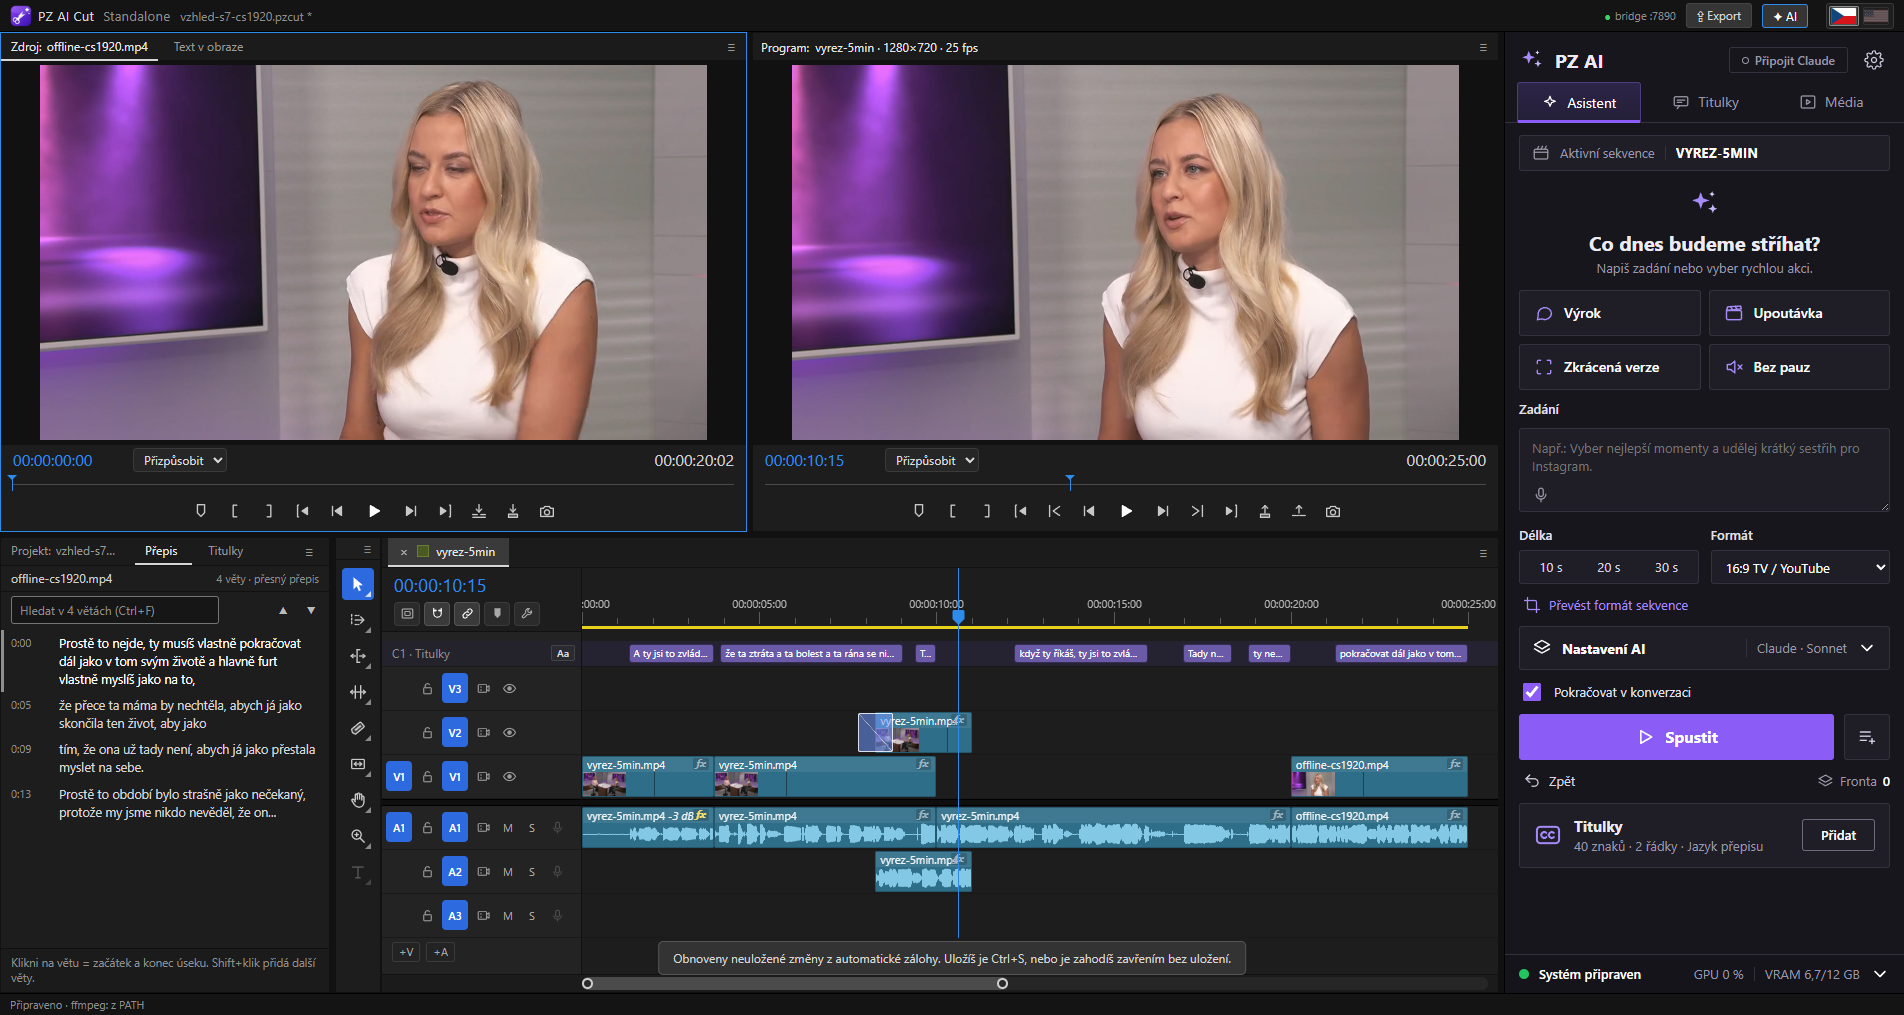 PZ AI Cut Standalone vzhled-s7-cs1920.pzcut *
bridge :7890
Export
AI
Zdroj: offline-cs1920.mp4
Text v obraze
Program: vyrez-5min · 1280×720 · 25 fps
00:00:00:00
Přizpůsobit
00:00:20:02
00:00:10:15
Přizpůsobit
00:00:25:00
Projekt: vzhled-s7...
Přepis
Titulky
offline-cs1920.mp4
4 věty · přesný přepis
Hledat v 4 větách (Ctrl+F)
0:00
Prostě to nejde, ty musíš vlastně pokračovat
dál jako v tom svým životě a hlavně furt
vlastně myslíš jako na to,
0:05
že přece ta máma by nechtěla, abych já jako
skončila ten život, aby jako
0:09
tím, že ona už tady není, abych já jako přestala
myslet na sebe.
0:13
Prostě to období bylo strašně jako nečekaný,
protože my jsme nikdo nevěděl, že on...
Klikni na větu = začátek a konec úseku. Shift+klik přidá další
věty.
vyrez-5min
00:00:10:15
:00:00
00:00:05:00
00:00:10:00
00:00:15:00
00:00:20:00
00:00:25:00
C1 · Titulky
Aa
A ty jsi to zvlád...
že ta ztráta a ta bolest a ta rána se ni...
T...
když ty říkáš, ty jsi to zvlá...
Tady n...
ty ne...
pokračovat dál jako v tom...
V3
V2
vyrez-5min.mp4
fx
V1
V1
vyrez-5min.mp4
fx
vyrez-5min.mp4
fx
offline-cs1920.mp4
fx
A1
A1
M
S
vyrez-5min.mp4 -3 dB
fx
vyrez-5min.mp4
fx
vyrez-5min.mp4
fx
offline-cs1920.mp4
fx
A2
M
S
vyrez-5min.mp4
fx
A3
M
S
+V
+A
Obnoveny neuložené změny z automatické zálohy. Uložíš je Ctrl+S, nebo je zahodíš zavřením bez uložení.
Připraveno · ffmpeg: z PATH
PZ AI
Připojit Claude
Asistent
Titulky
Média
Aktivní sekvence
VYREZ-5MIN
Co dnes budeme stříhat?
Napiš zadání nebo vyber rychlou akci.
Výrok
Upoutávka
Zkrácená verze
Bez pauz
Zadání
Např.: Vyber nejlepší momenty a udělej krátký sestřih pro
Instagram.
Délka
Formát
10 s
20 s
30 s
16:9 TV / YouTube
Převést formát sekvence
Nastavení AI
Claude · Sonnet
Pokračovat v konverzaci
Spustit
Zpět
Fronta 0
CC
Titulky
40 znaků · 2 řádky · Jazyk přepisu
Přidat
Systém připraven
GPU 0 %
VRAM 6,7/12 GB